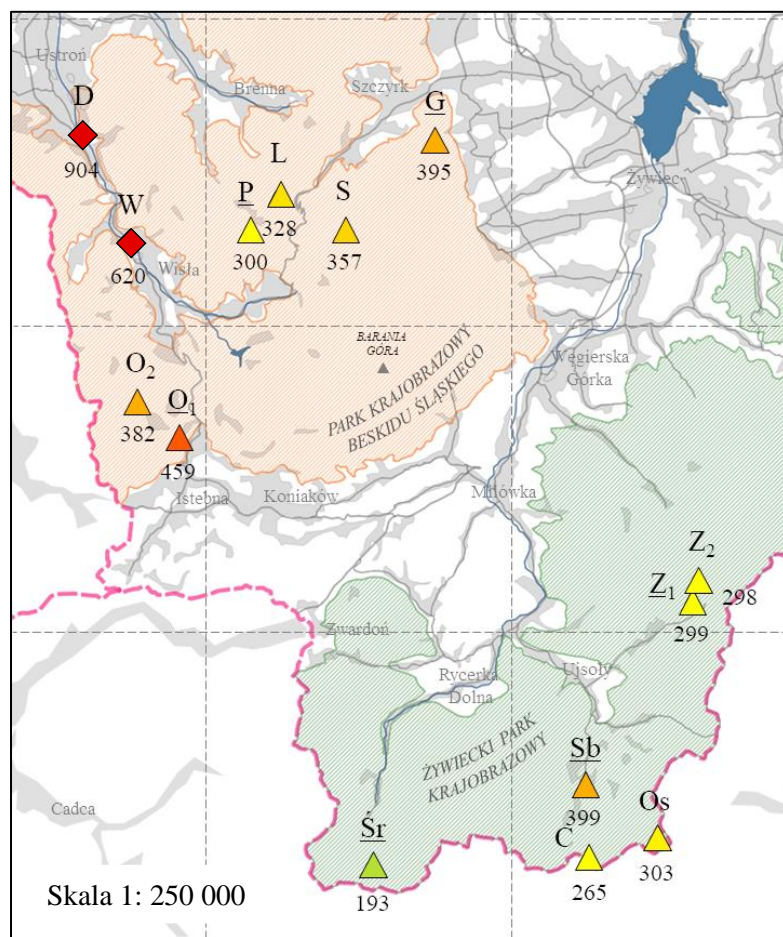 Ustroń
D
904
Brenna
Szczyrk
G
395
L
328
P
300
S
357
W
620
Wisła
Żywiec
BARANIA
GÓRA
PARK KRAJOBRAZOWY
BESKIDU ŚLĄSKIEGO
Węgierska
Górka
O₂
382
O₁
459
Istebna
Koniaków
Milówka
Z₂
298
Z₁
299
Zwardoń
Rycerka
Dolna
Ujsoły
ŻYWIECKI PARK
KRAJOBRAZOWY
Sb
399
Os
303
C
265
Cadca
Śr
193
Skala 1: 250 000